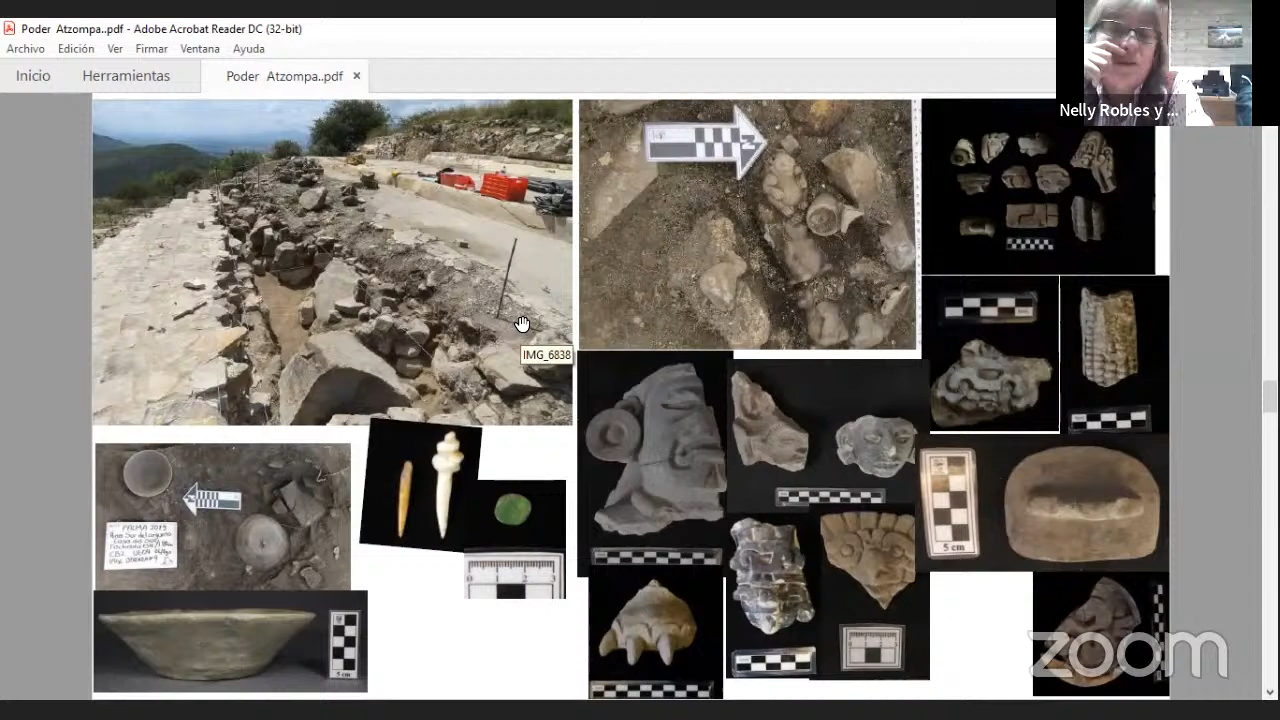 Poder Atzompa..pdf - Adobe Acrobat Reader DC (32-bit)
Archivo Edición Ver Firmar Ventana Ayuda
Inicio Herramientas Poder Atzompa..pdf ×
Nelly Robles y ...
N
IMG_6838
5 cm
5 cm
zoom